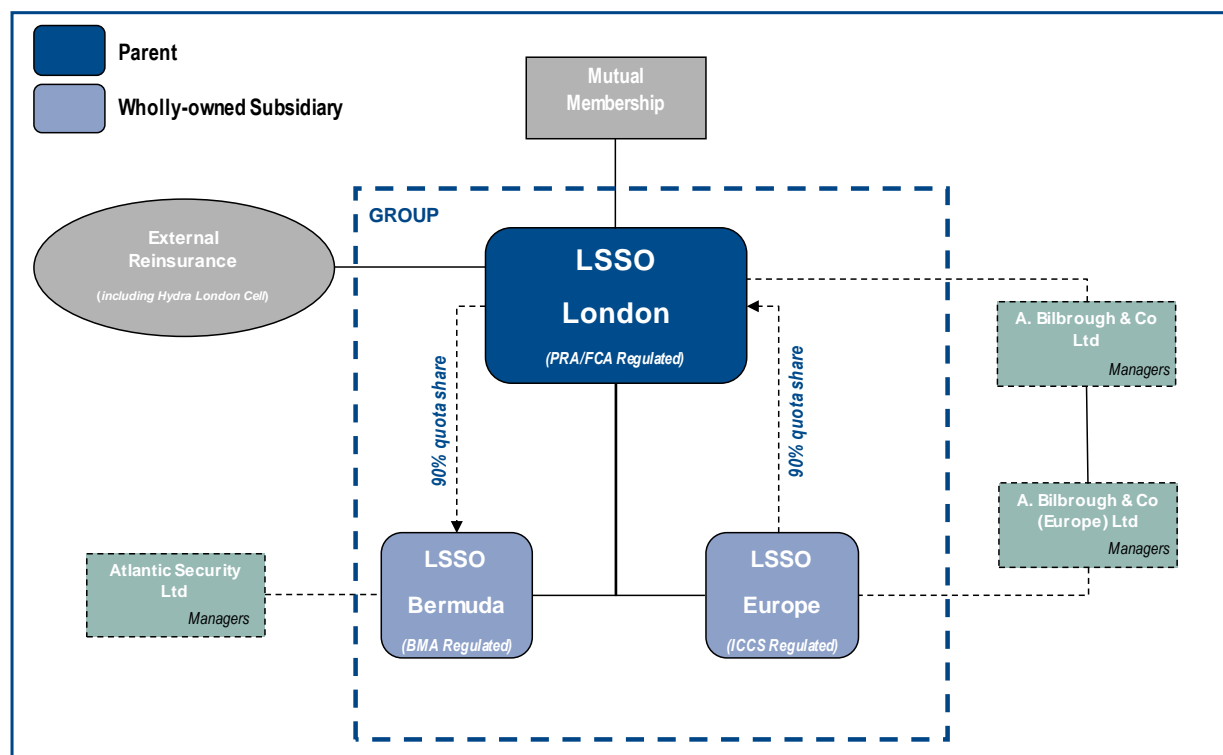 Parent
Wholly-owned Subsidiary
Mutual
Membership
GROUP
External
Reinsurance
(including Hydra London Cell)
LSSO
London
(PRA/FCA Regulated)
A. Bilbrough & Co
Ltd
Managers
90% quota share
90% quota share
A. Bilbrough & Co
(Europe) Ltd
Managers
Atlantic Security
Ltd
Managers
LSSO
Bermuda
(BMA Regulated)
LSSO
Europe
(ICCS Regulated)